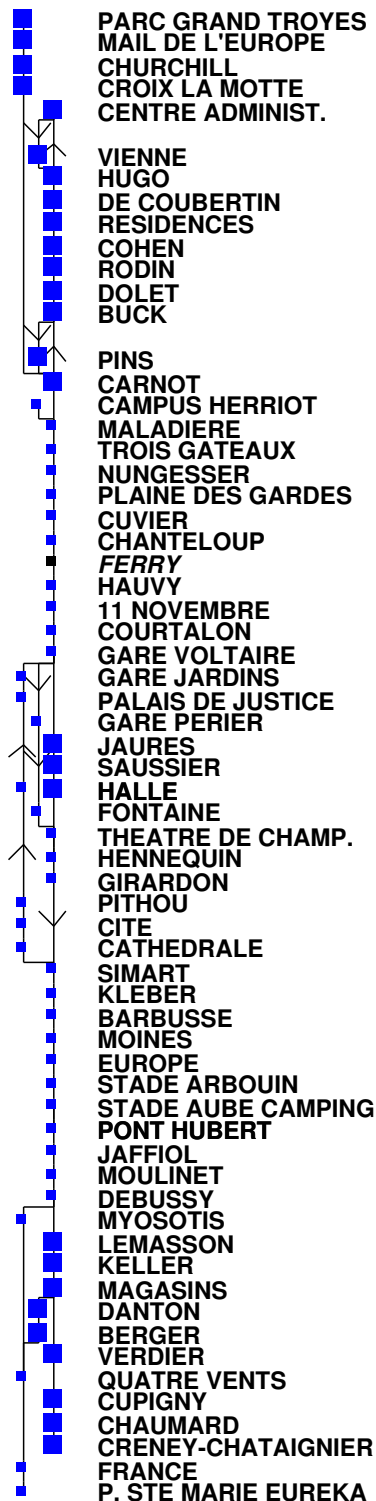 PARC GRAND TROYES
MAIL DE L'EUROPE
CHURCHILL
CROIX LA MOTTE
CENTRE ADMINIST.
VIENNE
HUGO
DE COUBERTIN
RESIDENCES
COHEN
RODIN
DOLET
BUCK
PINS
CARNOT
CAMPUS HERRIOT
MALADIERE
TROIS GATEAUX
NUNGESSER
PLAINE DES GARDES
CUVIER
CHANTELOUP
FERRY
HAUVY
11 NOVEMBRE
COURTALON
GARE VOLTAIRE
GARE JARDINS
PALAIS DE JUSTICE
GARE PERIER
JAURES
SAUSSIER
HALLE
FONTAINE
THEATRE DE CHAMP.
HENNEQUIN
GIRARDON
PITHOU
CITE
CATHEDRALE
SIMART
KLEBER
BARBUSSE
MOINES
EUROPE
STADE ARBOUIN
STADE AUBE CAMPING
PONT HUBERT
JAFFIOL
MOULINET
DEBUSSY
MYOSOTIS
LEMASSON
KELLER
MAGASINS
DANTON
BERGER
VERDIER
QUATRE VENTS
CUPIGNY
CHAUMARD
CRENEY-CHATAIGNIER
FRANCE
P. STE MARIE EUREKA